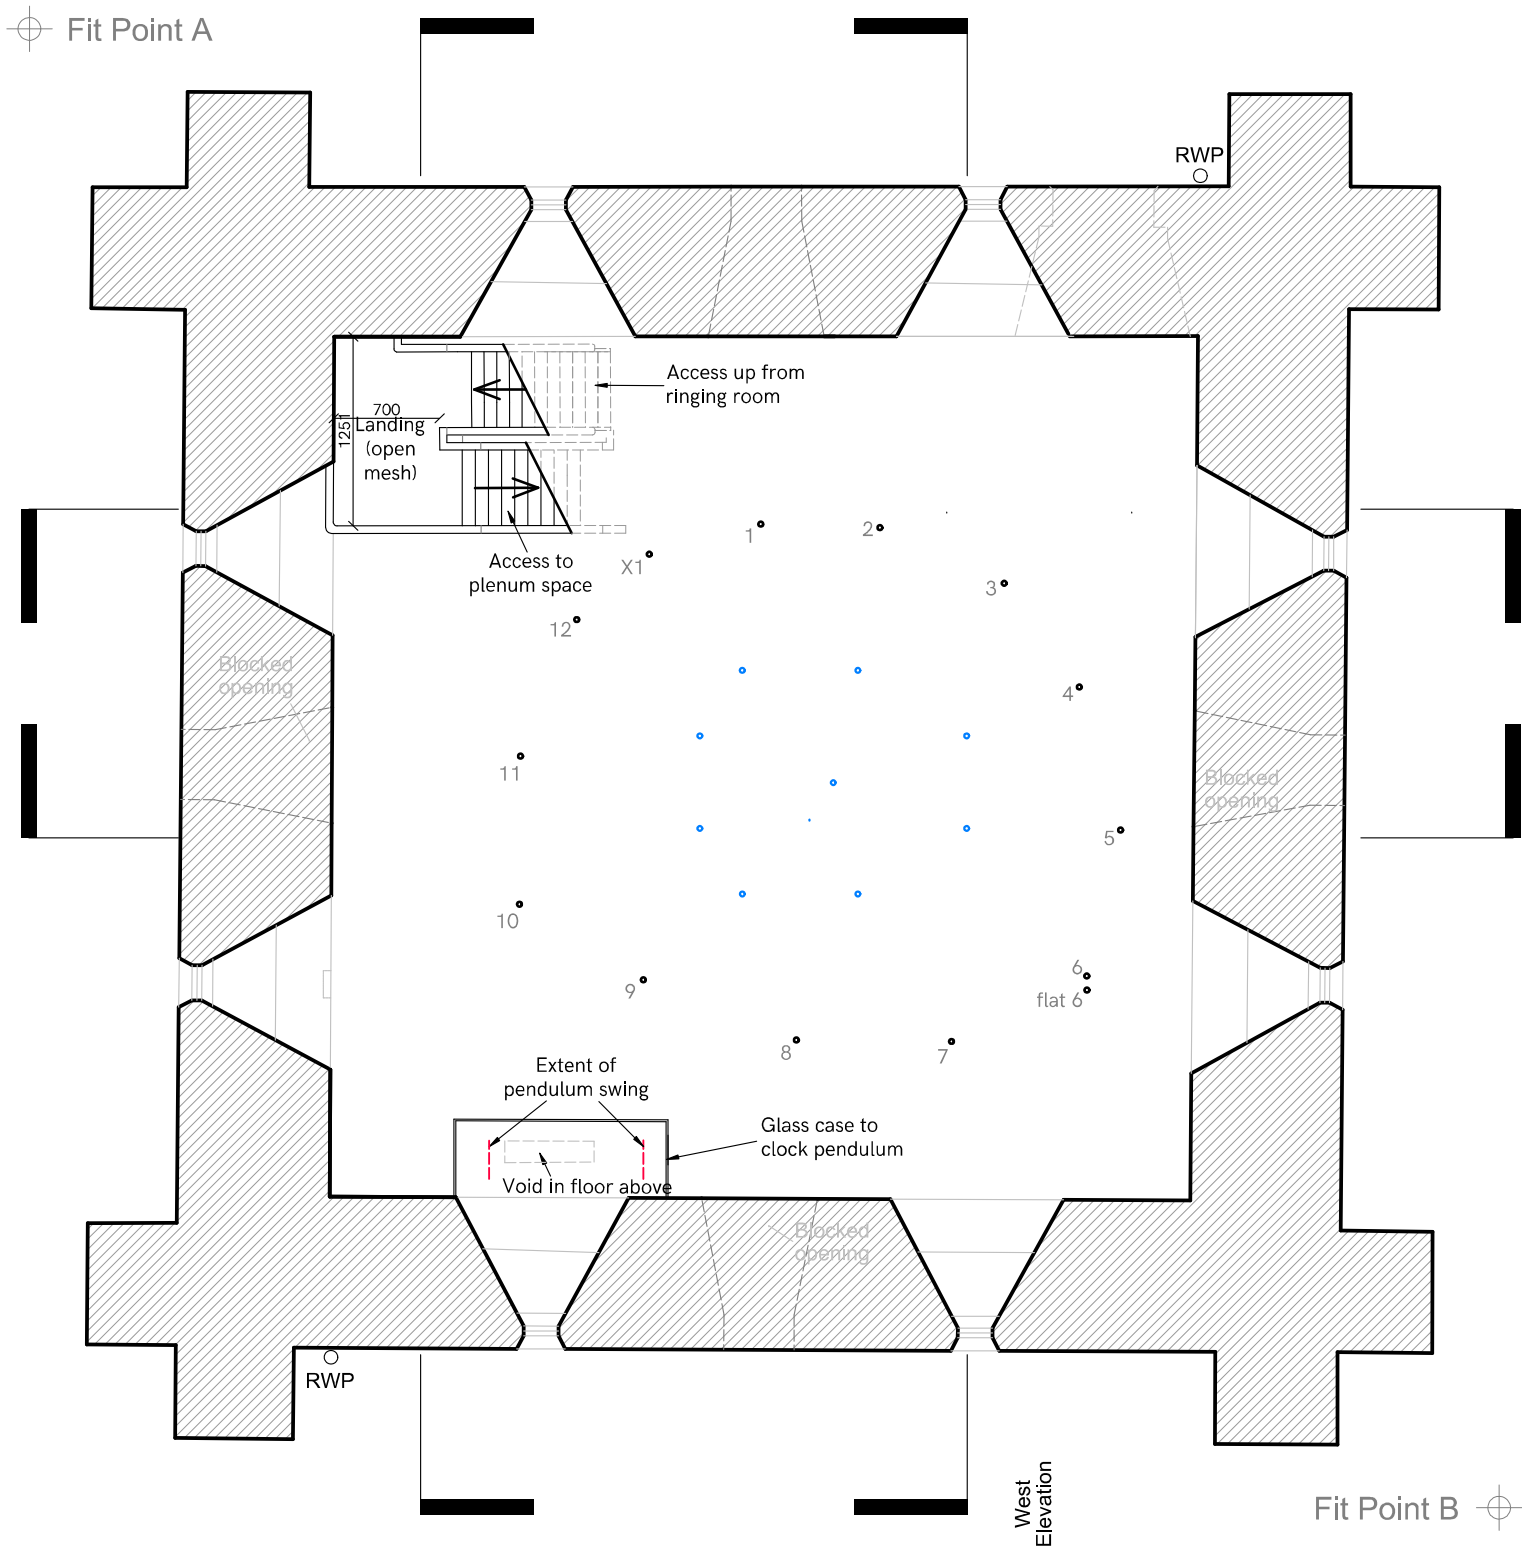 Fit Point A
RWP
Access up from
ringing room
700
1251
Landing
(open
mesh)
Access to
plenum space
1
2
X1
3
12
Blocked
opening
4
11
Blocked
opening
5
10
9
6
flat 6
8
7
Extent of
pendulum swing
Glass case to
clock pendulum
Void in floor above
Blocked
opening
RWP
West
Elevation
Fit Point B